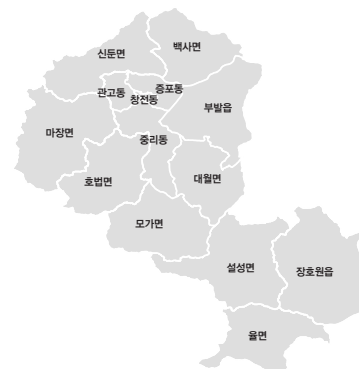 백사면
신둔면
증포동
관고동
창전동
부발읍
마장면
중리동
호법면
대월면
모가면
설성면
장호원읍
율면